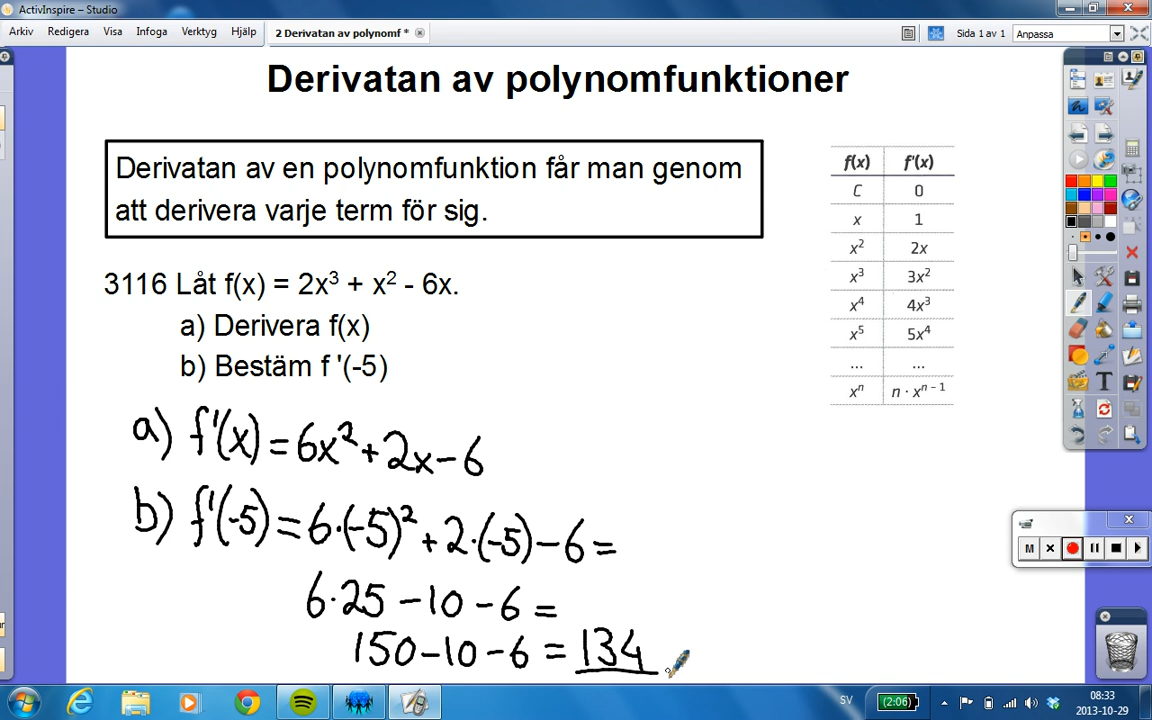 ActivInspire – Studio
Arkiv Redigera Visa Infoga Verktyg Hjälp 2 Derivatan av polynomf * Sida 1 av 1 Anpassa
Derivatan av polynomfunktioner
Derivatan av en polynomfunktion får man genom
att derivera varje term för sig.
f(x) f'(x)
C 0
x 1
x² 2x
x³ 3x²
x⁴ 4x³
x⁵ 5x⁴
... ...
xⁿ n · xⁿ⁻¹
3116 Låt f(x) = 2x³ + x² - 6x.
a) Derivera f(x)
b) Bestäm f '(-5)
a) f'(x) = 6x² + 2x - 6
b) f'(-5) = 6·(-5)² + 2·(-5) - 6 =
6·25 - 10 - 6 =
150 - 10 - 6 = 134
M
SV (2:06) 08:33
2013-10-29